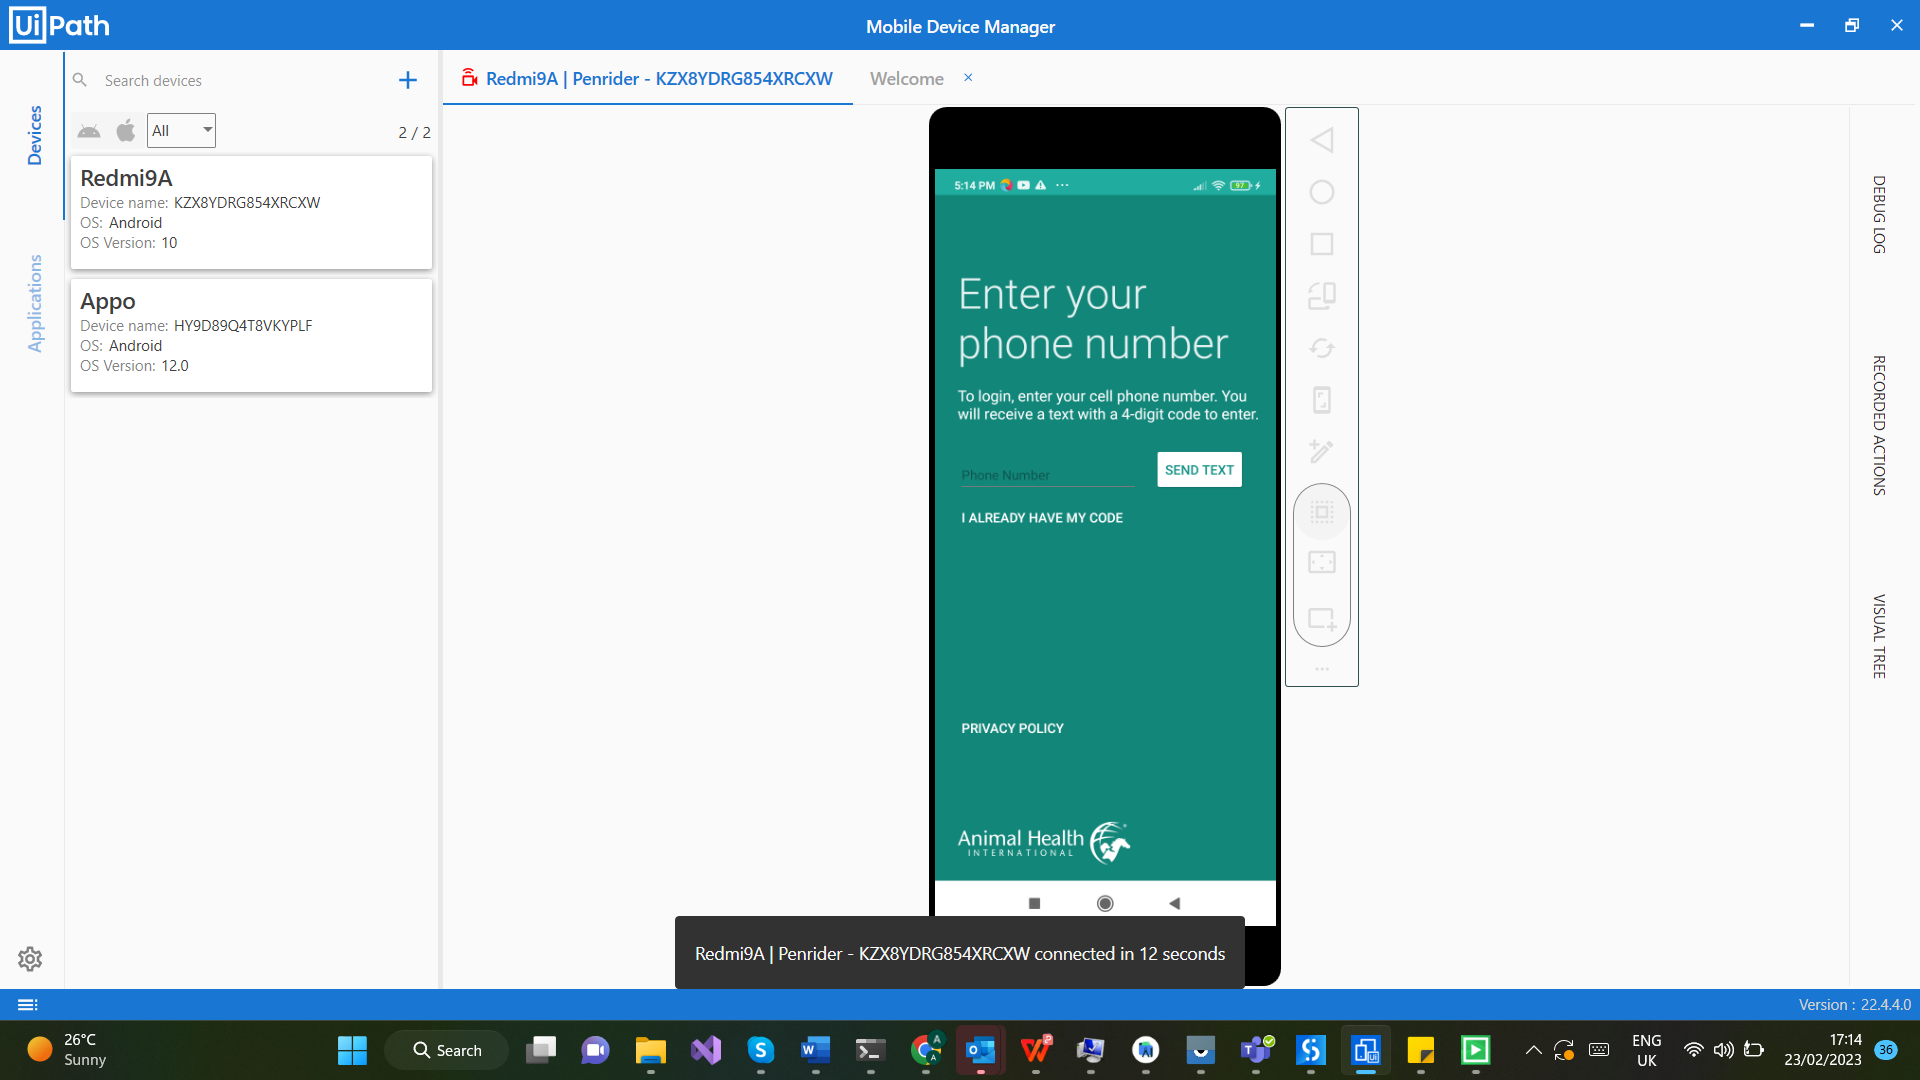 UiPath
Mobile Device Manager
Devices
Applications
Search devices
All
2 / 2
Redmi9A
Device name: KZX8YDRG854XRCXW
OS: Android
OS Version: 10
Appo
Device name: HY9D89Q4T8VKYPLF
OS: Android
OS Version: 12.0
Redmi9A | Penrider - KZX8YDRG854XRCXW
Welcome
5:14 PM
97
Enter your
phone number
To login, enter your cell phone number. You
will receive a text with a 4-digit code to enter.
Phone Number
SEND TEXT
I ALREADY HAVE MY CODE
PRIVACY POLICY
Animal Health
INTERNATIONAL
Redmi9A | Penrider - KZX8YDRG854XRCXW connected in 12 seconds
DEBUG LOG
RECORDED ACTIONS
VISUAL TREE
Version : 22.4.4.0
26°C
Sunny
Search
ENG
UK
17:14
23/02/2023
36